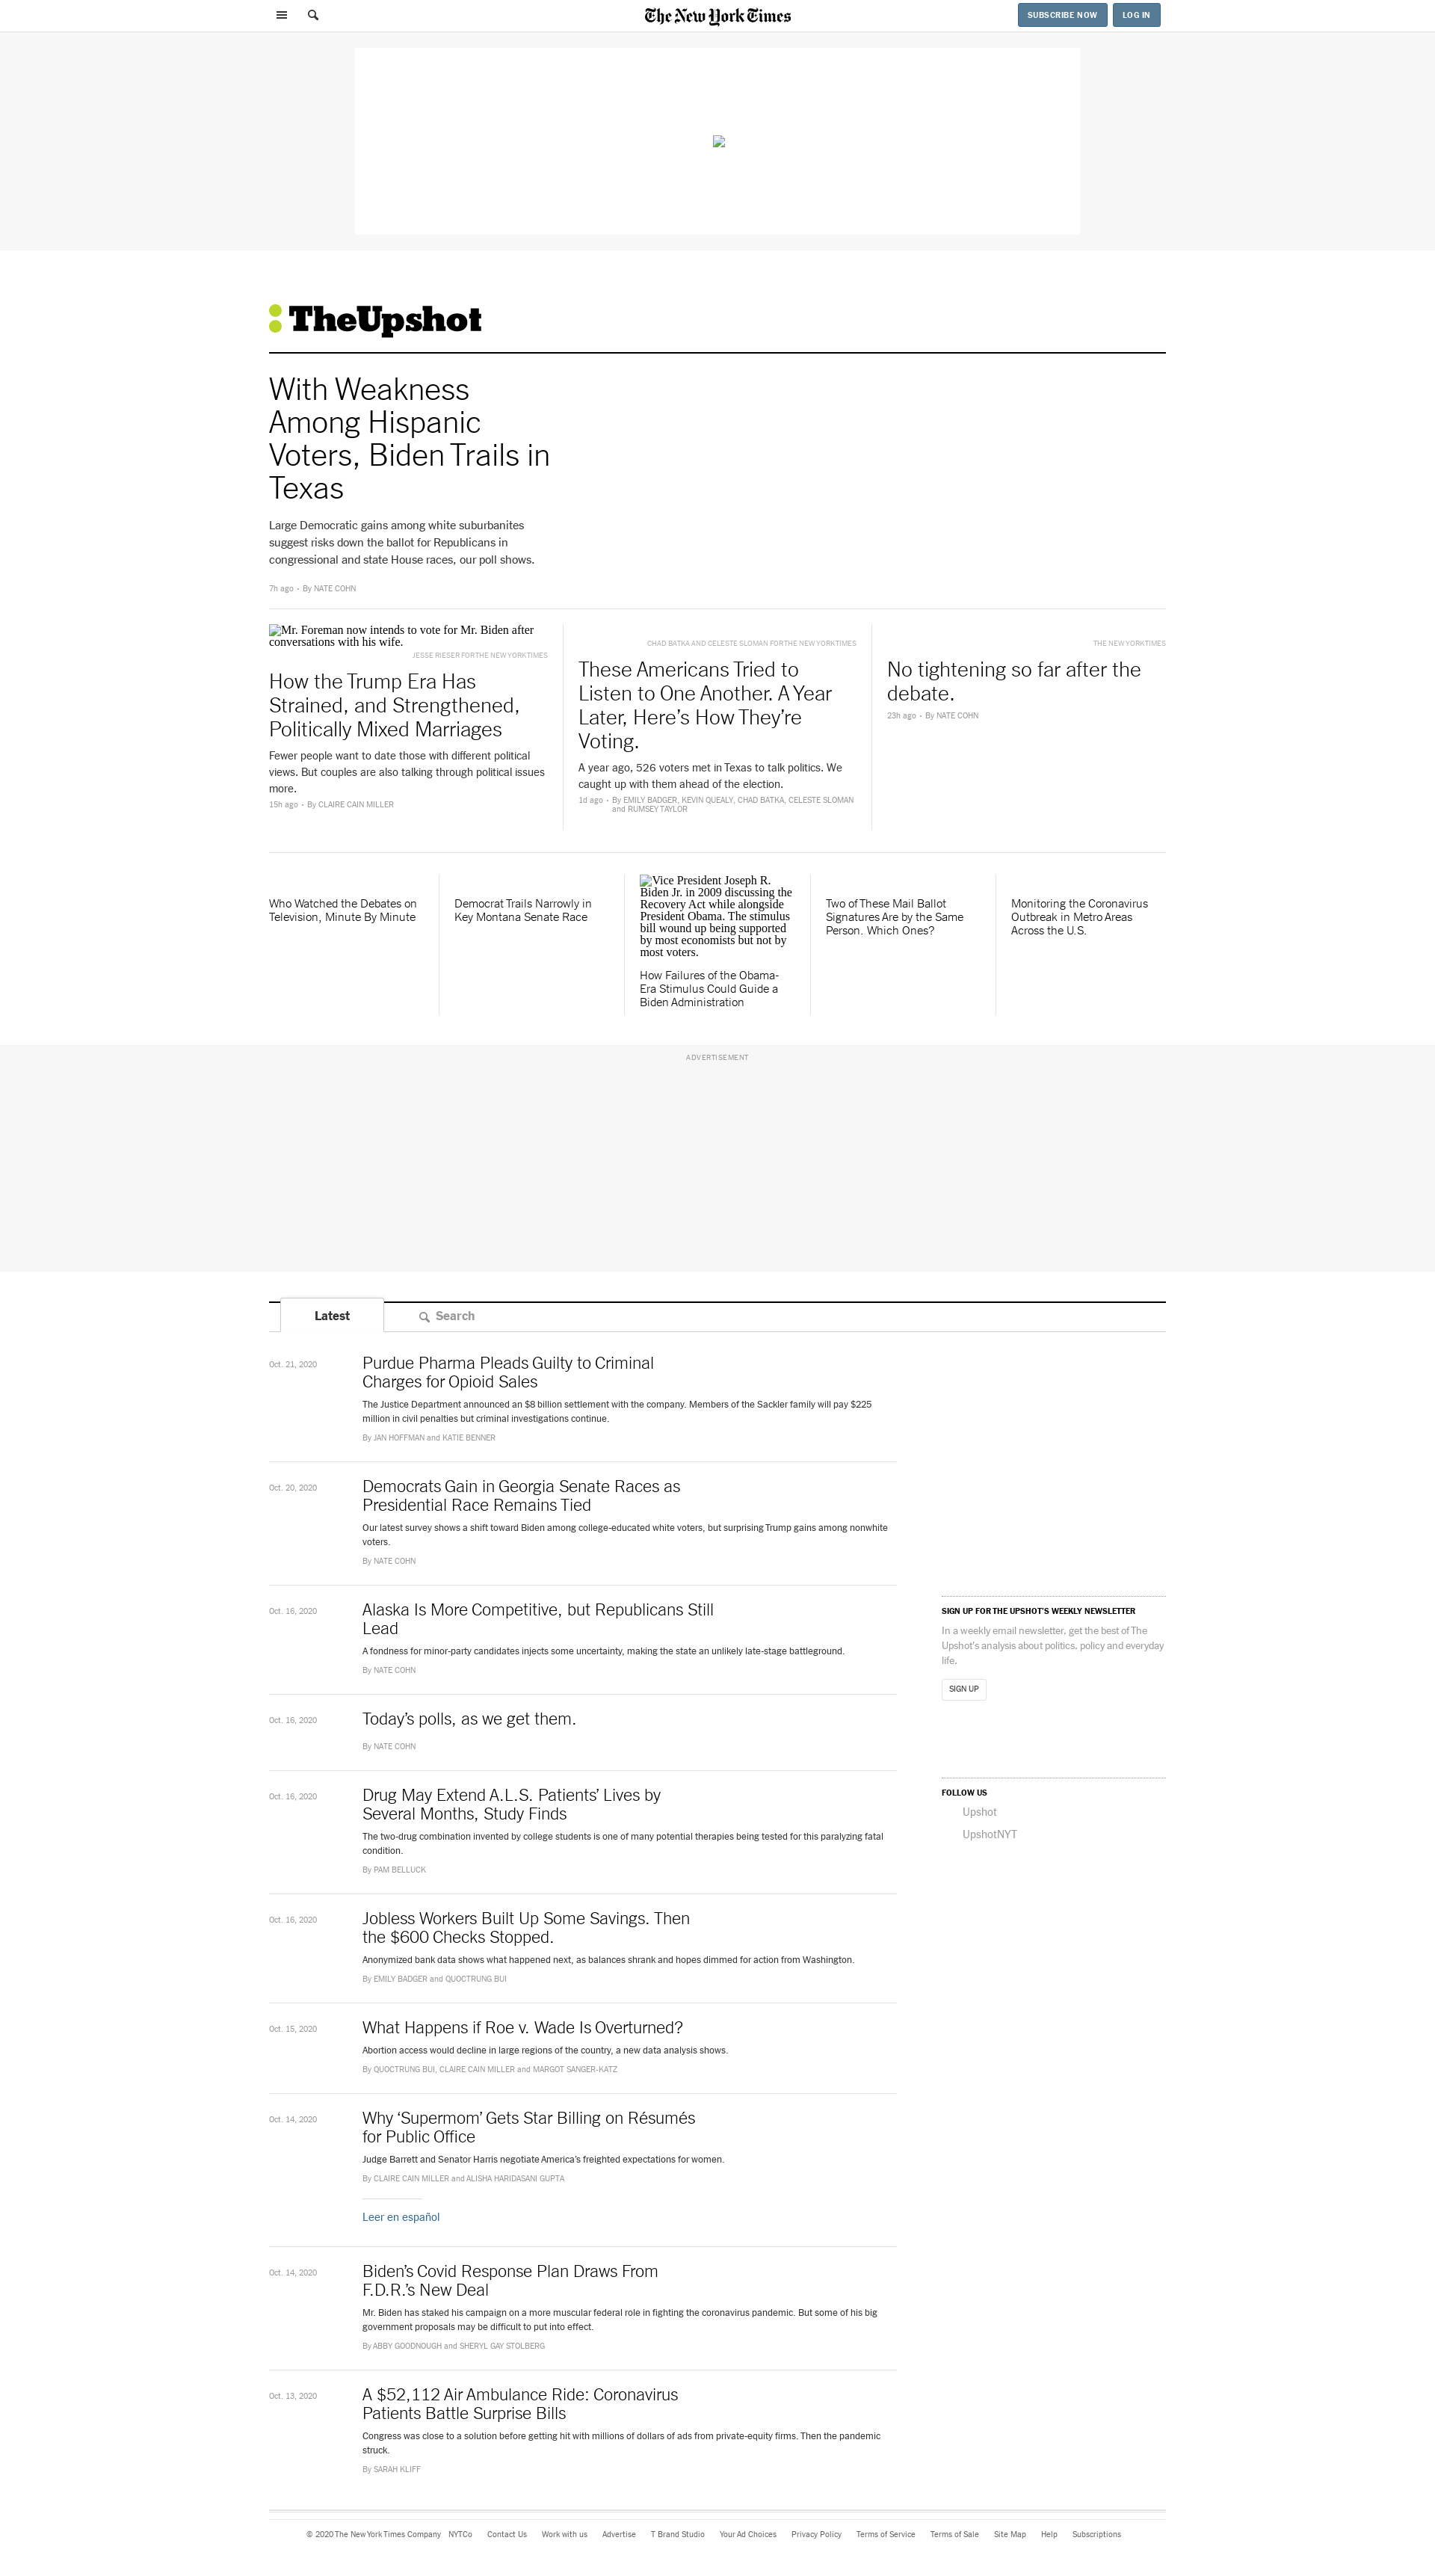 The New York Times
SUBSCRIBE NOW
LOG IN
TheUpshot
With Weakness
Among Hispanic
Voters, Biden Trails in
Texas
Large Democratic gains among white suburbanites
suggest risks down the ballot for Republicans in
congressional and state House races, our poll shows.
7h ago • By NATE COHN
Mr. Foreman now intends to vote for Mr. Biden after
conversations with his wife.
JESSE RIESER FOR THE NEW YORK TIMES
How the Trump Era Has
Strained, and Strengthened,
Politically Mixed Marriages
Fewer people want to date those with different political
views. But couples are also talking through political issues
more.
15h ago • By CLAIRE CAIN MILLER
CHAD BATKA AND CELESTE SLOMAN FOR THE NEW YORK TIMES
These Americans Tried to
Listen to One Another. A Year
Later, Here’s How They’re
Voting.
A year ago, 526 voters met in Texas to talk politics. We
caught up with them ahead of the election.
1d ago • By EMILY BADGER, KEVIN QUEALY, CHAD BATKA, CELESTE SLOMAN
and RUMSEY TAYLOR
THE NEW YORK TIMES
No tightening so far after the
debate.
23h ago • By NATE COHN
Who Watched the Debates on
Television, Minute By Minute
Democrat Trails Narrowly in
Key Montana Senate Race
Vice President Joseph R.
Biden Jr. in 2009 discussing the
Recovery Act while alongside
President Obama. The stimulus
bill wound up being supported
by most economists but not by
most voters.
How Failures of the Obama-
Era Stimulus Could Guide a
Biden Administration
Two of These Mail Ballot
Signatures Are by the Same
Person. Which Ones?
Monitoring the Coronavirus
Outbreak in Metro Areas
Across the U.S.
ADVERTISEMENT
Latest
Search
Oct. 21, 2020
Purdue Pharma Pleads Guilty to Criminal
Charges for Opioid Sales
The Justice Department announced an $8 billion settlement with the company. Members of the Sackler family will pay $225
million in civil penalties but criminal investigations continue.
By JAN HOFFMAN and KATIE BENNER
Oct. 20, 2020
Democrats Gain in Georgia Senate Races as
Presidential Race Remains Tied
Our latest survey shows a shift toward Biden among college-educated white voters, but surprising Trump gains among nonwhite
voters.
By NATE COHN
Oct. 16, 2020
Alaska Is More Competitive, but Republicans Still
Lead
A fondness for minor-party candidates injects some uncertainty, making the state an unlikely late-stage battleground.
By NATE COHN
Oct. 16, 2020
Today’s polls, as we get them.
By NATE COHN
Oct. 16, 2020
Drug May Extend A.L.S. Patients’ Lives by
Several Months, Study Finds
The two-drug combination invented by college students is one of many potential therapies being tested for this paralyzing fatal
condition.
By PAM BELLUCK
Oct. 16, 2020
Jobless Workers Built Up Some Savings. Then
the $600 Checks Stopped.
Anonymized bank data shows what happened next, as balances shrank and hopes dimmed for action from Washington.
By EMILY BADGER and QUOCTRUNG BUI
Oct. 15, 2020
What Happens if Roe v. Wade Is Overturned?
Abortion access would decline in large regions of the country, a new data analysis shows.
By QUOCTRUNG BUI, CLAIRE CAIN MILLER and MARGOT SANGER-KATZ
Oct. 14, 2020
Why ‘Supermom’ Gets Star Billing on Résumés
for Public Office
Judge Barrett and Senator Harris negotiate America’s freighted expectations for women.
By CLAIRE CAIN MILLER and ALISHA HARIDASANI GUPTA
Leer en español
Oct. 14, 2020
Biden’s Covid Response Plan Draws From
F.D.R.’s New Deal
Mr. Biden has staked his campaign on a more muscular federal role in fighting the coronavirus pandemic. But some of his big
government proposals may be difficult to put into effect.
By ABBY GOODNOUGH and SHERYL GAY STOLBERG
Oct. 13, 2020
A $52,112 Air Ambulance Ride: Coronavirus
Patients Battle Surprise Bills
Congress was close to a solution before getting hit with millions of dollars of ads from private-equity firms. Then the pandemic
struck.
By SARAH KLIFF
SIGN UP FOR THE UPSHOT’S WEEKLY NEWSLETTER
In a weekly email newsletter, get the best of The
Upshot’s analysis about politics, policy and everyday
life.
SIGN UP
FOLLOW US
Upshot
UpshotNYT
© 2020 The New York Times Company NYTCo Contact Us Work with us Advertise T Brand Studio Your Ad Choices Privacy Policy Terms of Service Terms of Sale Site Map Help Subscriptions